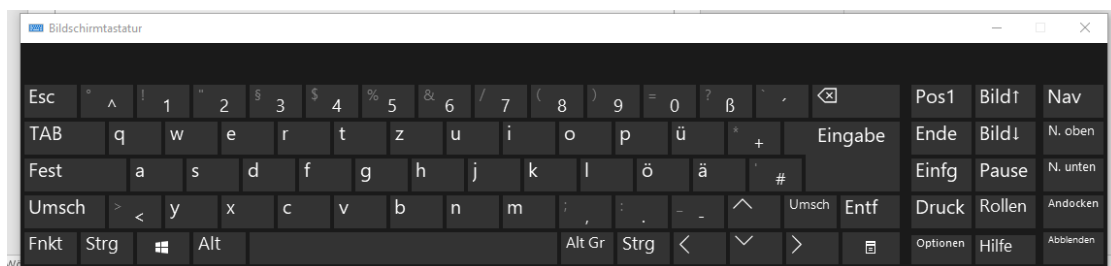 Bildschirmtastatur
Esc ° ^ ! 1 " 2 § 3 $ 4 % 5 & 6 / 7 ( 8 ) 9 = 0 ? ß ` ´ Pos1 Bild↑ Nav
TAB q w e r t z u i o p ü * + Eingabe Ende Bild↓ N. oben
Fest a s d f g h j k l ö ä ' # Einfg Pause N. unten
Umsch > < y x c v b n m ; , : . _ - Umsch Entf Druck Rollen Andocken
Fnkt Strg Alt Alt Gr Strg Optionen Hilfe Abblenden